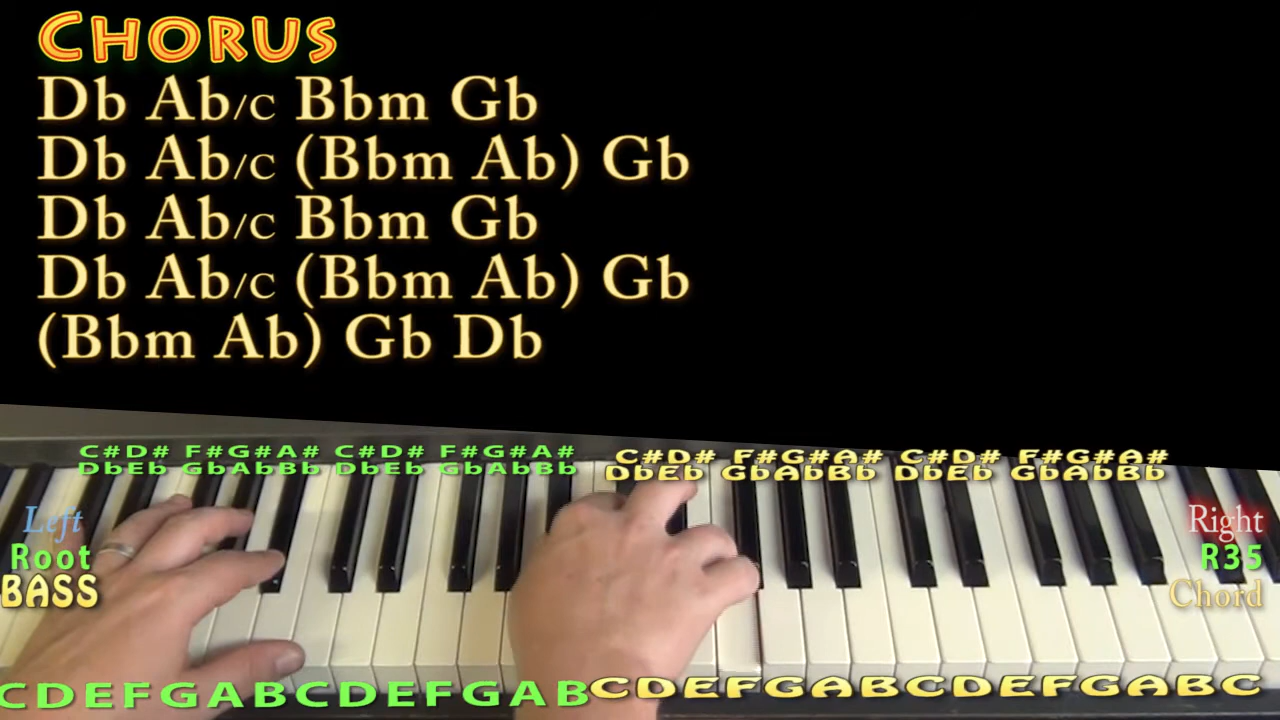 CHORUS
Db Ab/C Bbm Gb
Db Ab/C (Bbm Ab) Gb
Db Ab/C Bbm Gb
Db Ab/C (Bbm Ab) Gb
(Bbm Ab) Gb Db
C#D# F#G#A# C#D# F#G#A# C#D# F#G#A# C#D# F#G#A#
DbEb GbAbBb DbEb GbAbBb DbEb GbAbBb DbEb GbAbBb
Left
Root
BASS
Right
R35
Chord
CDEFGABCDEFGAB CDEFGABCDEFGABC